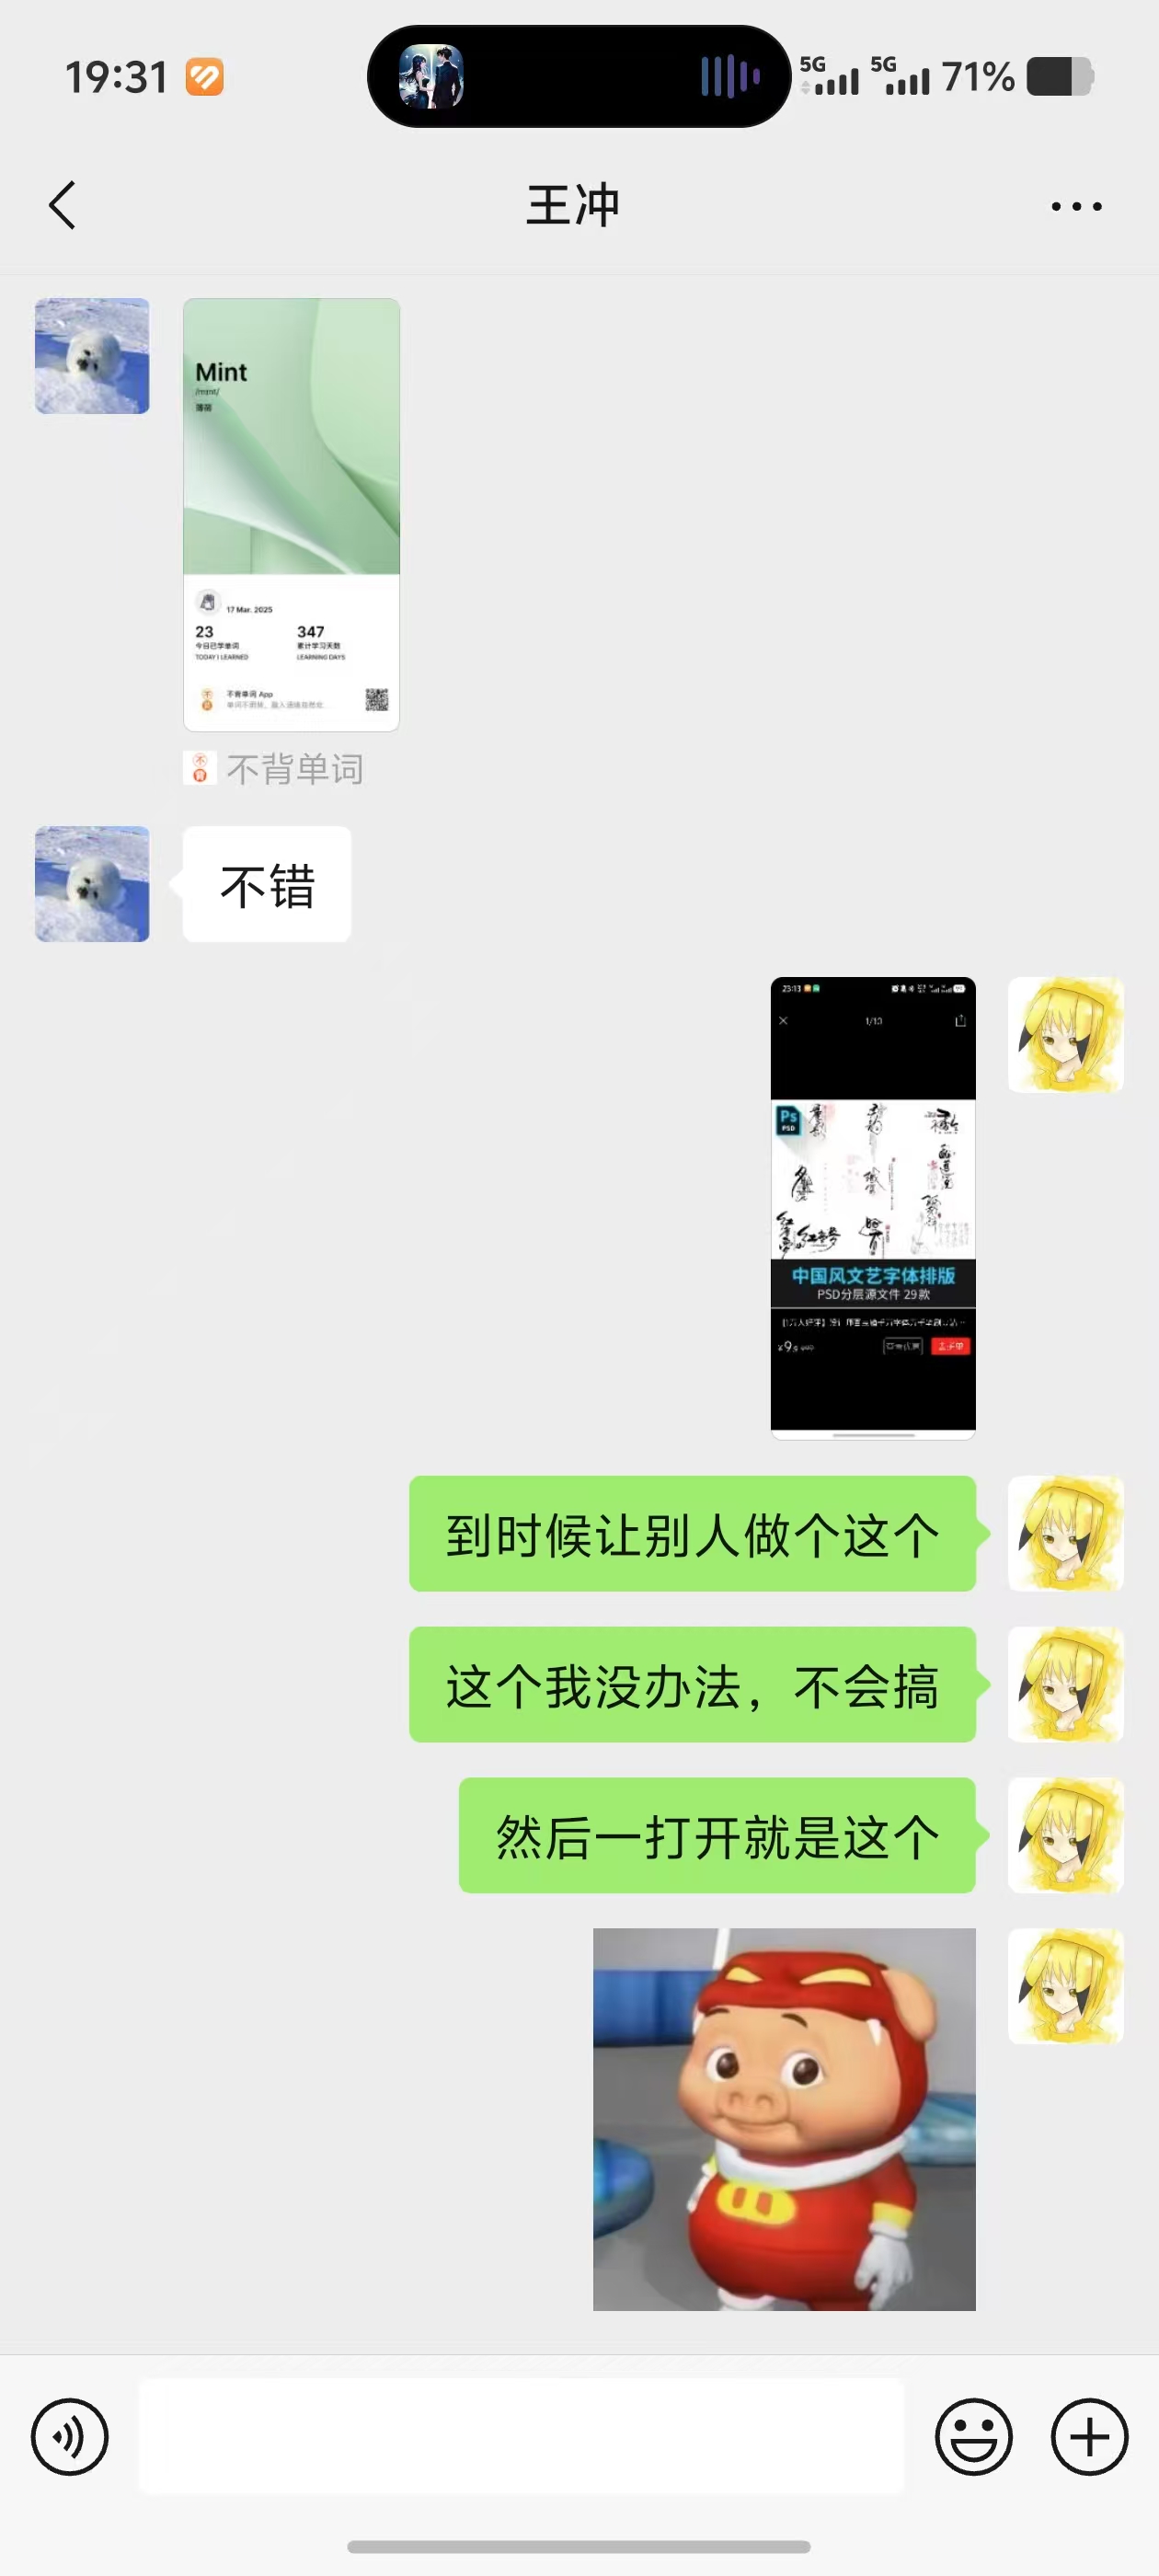 19:31
5G
5G
71%
王冲
Mint
/mɪnt/
薄荷
17 Mar. 2025
23
347
今日已学单词
累计学习天数
TODAY I LEARNED
LEARNING DAYS
不背单词 App
不背单词
不错
23:13
1/13
Ps
PSD
中国风文艺字体排版
PSD分层源文件 29款
到时候让别人做个这个
这个我没办法，不会搞
然后一打开就是这个